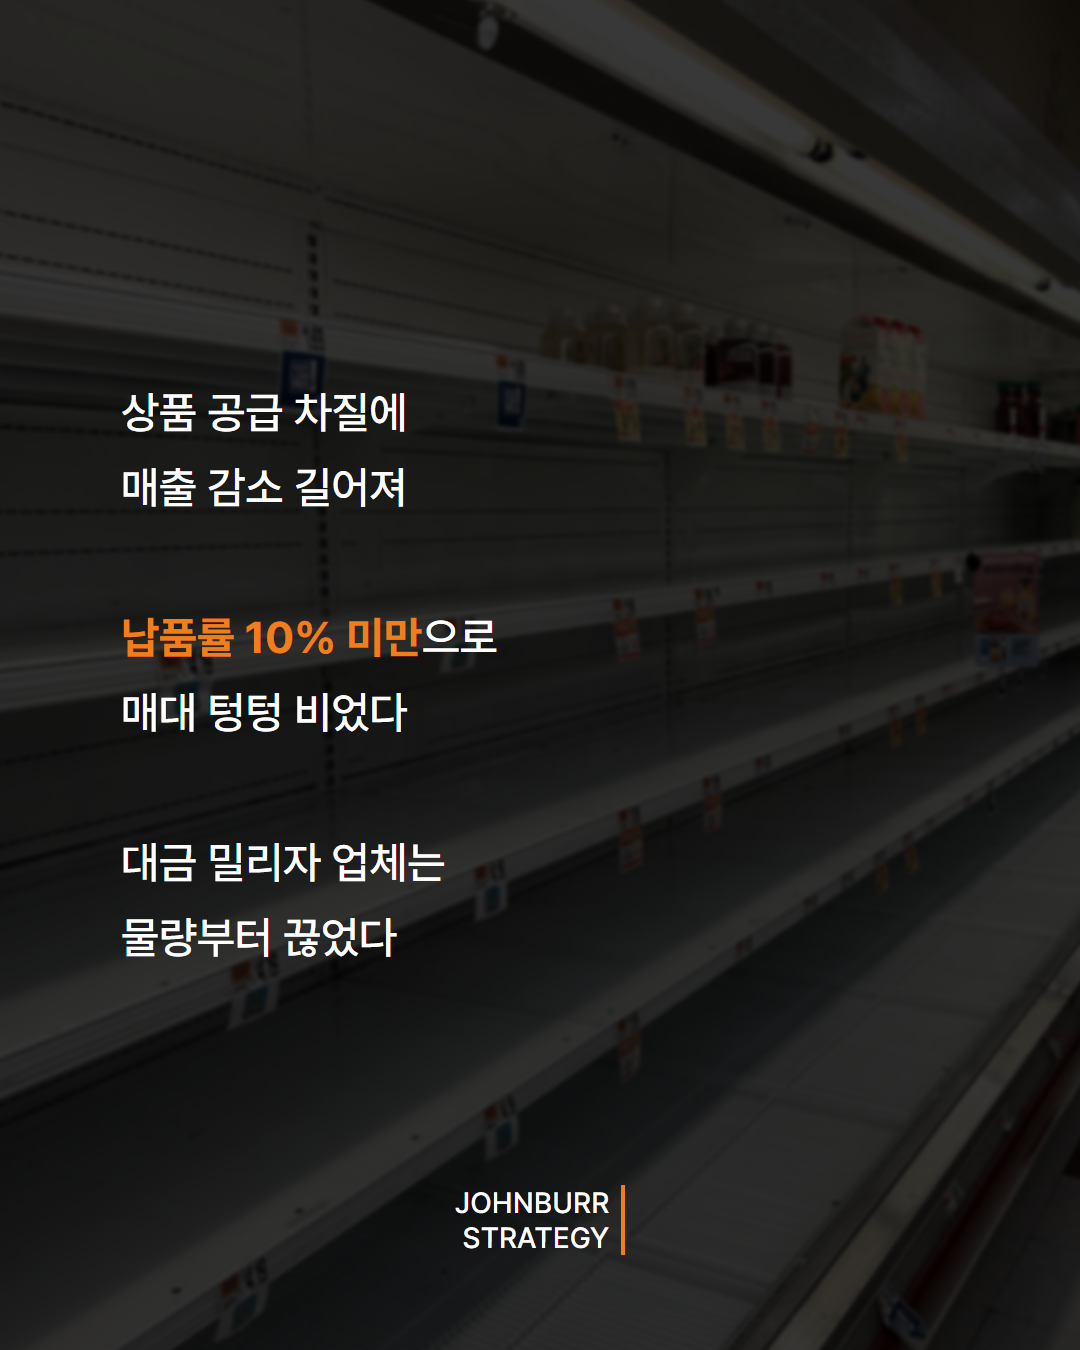 상품 공급 차질에
매출 감소 길어져
납품률 10% 미만으로
매대 텅텅 비었다
대금 밀리자 업체는
물량부터 끊었다
JOHNBURR
STRATEGY